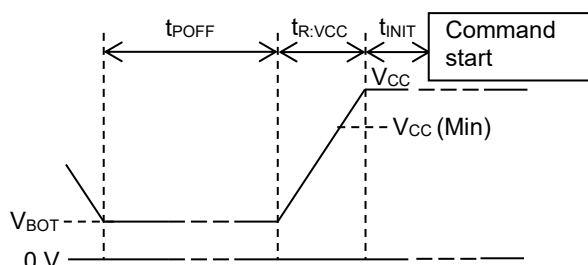 tPOFF
tR:VCC
tINIT
Command
start
VCC
VCC (Min)
VBOT
0 V